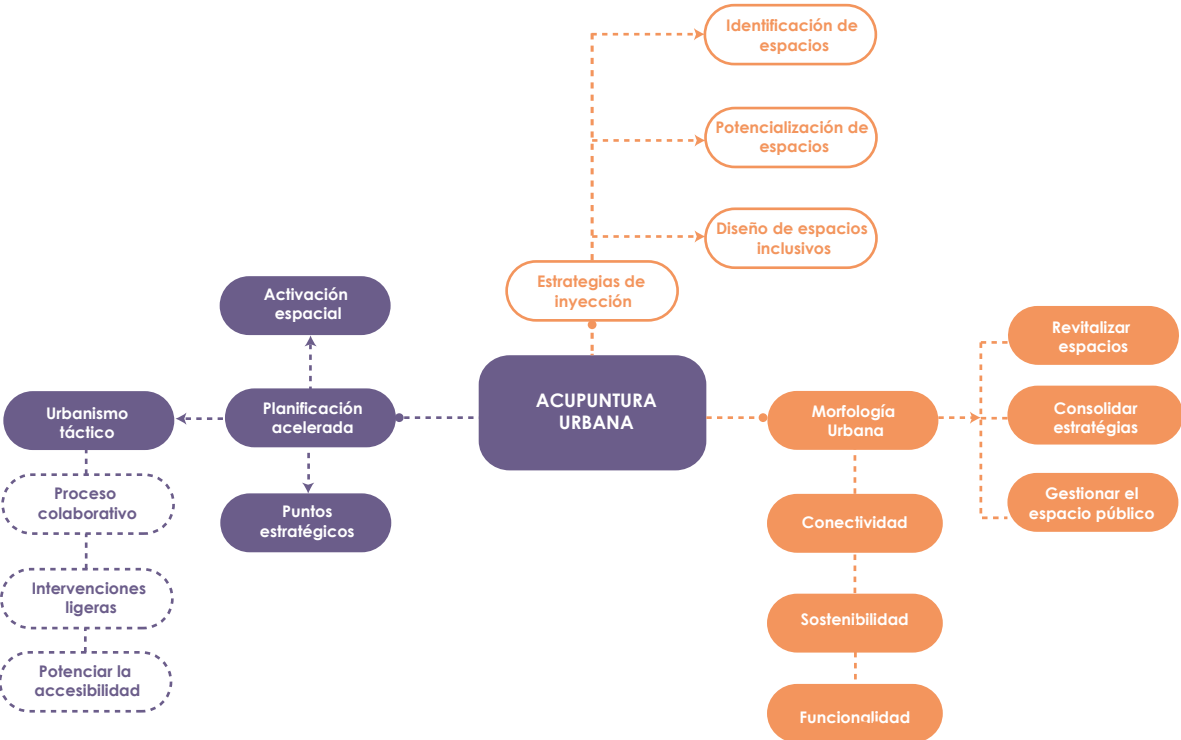 Identificación de
espacios
Potencialización de
espacios
Diseño de espacios
inclusivos
Estrategias de
inyección
Activación
espacial
Revitalizar
espacios
Urbanismo
táctico
Planificación
acelerada
ACUPUNTURA
URBANA
Morfología
Urbana
Consolidar
estratégias
Proceso
colaborativo
Puntos
estratégicos
Conectividad
Gestionar el
espacio público
Intervenciones
ligeras
Sostenibilidad
Potenciar la
accesibilidad
Funcionalidad